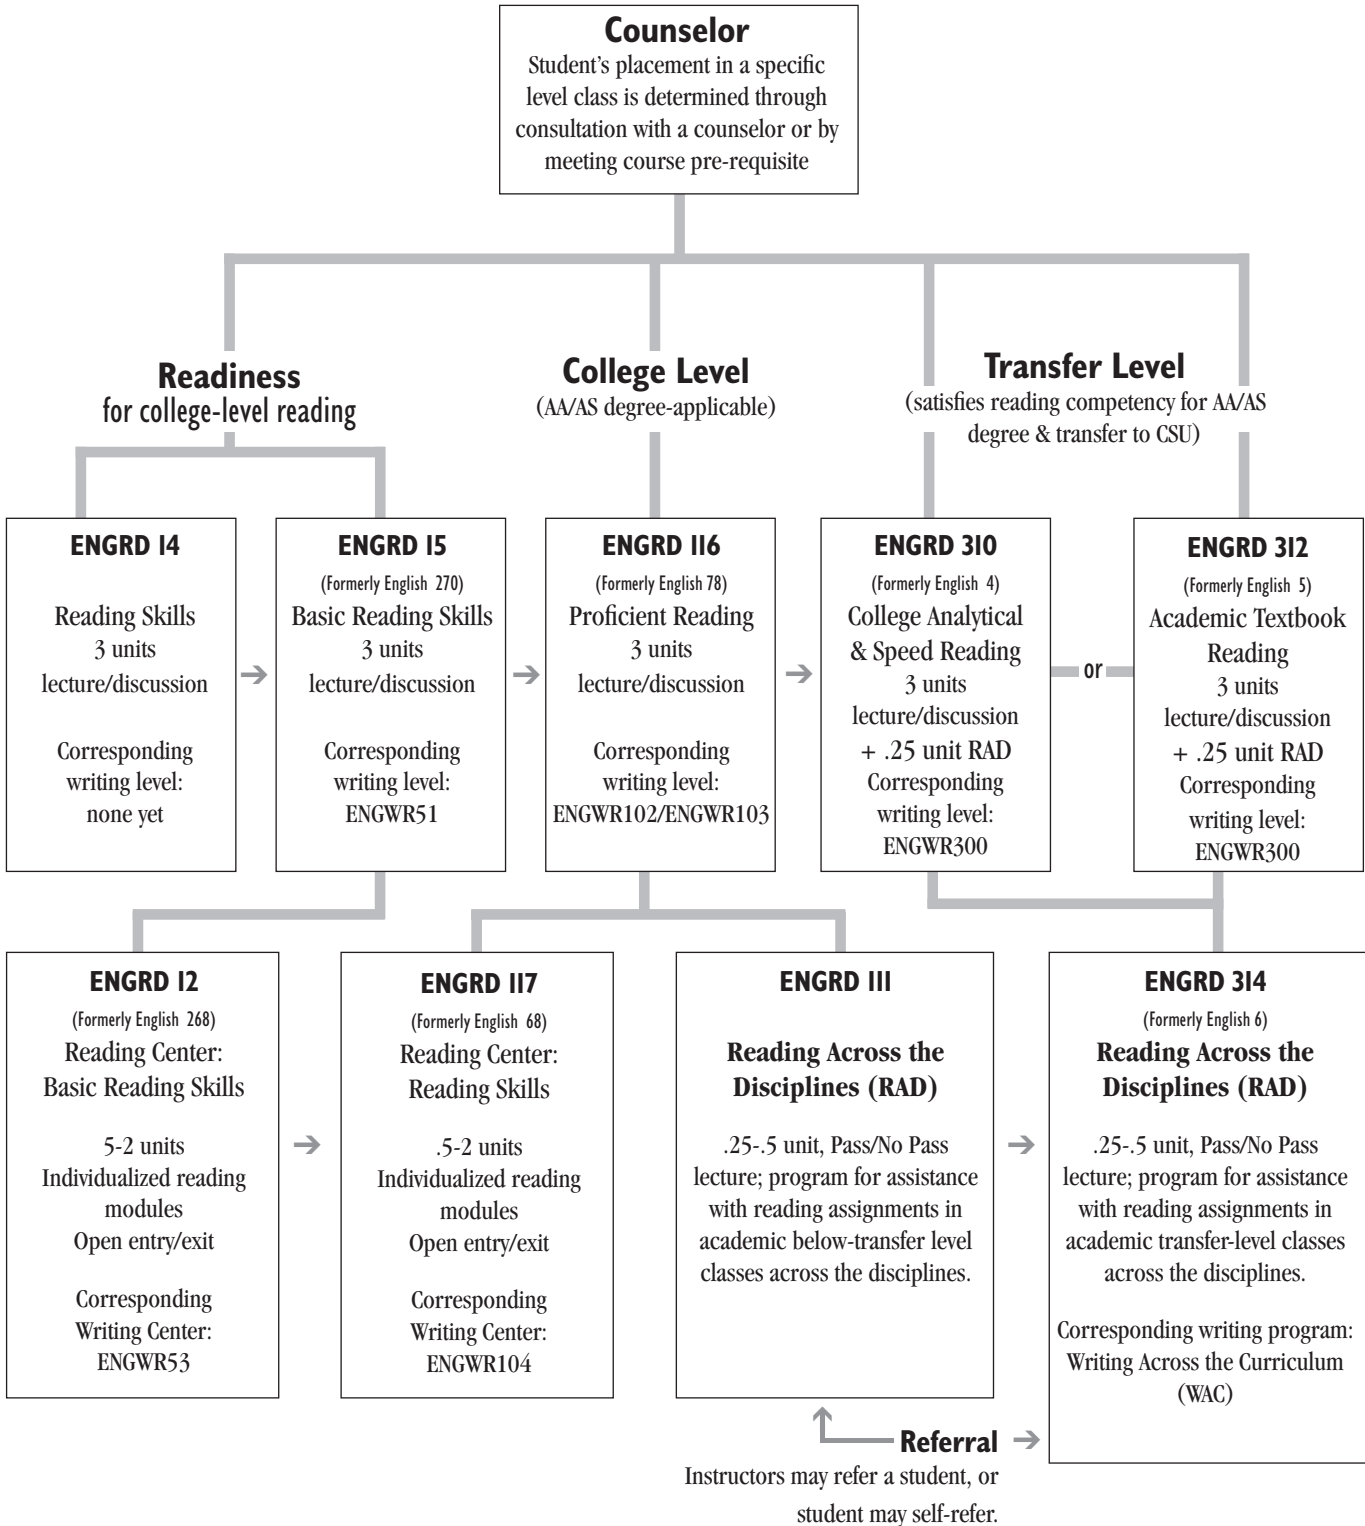 Counselor
Student’s placement in a specific
level class is determined through
consultation with a counselor or by
meeting course pre-requisite
Readiness
for college-level reading
College Level
(AA/AS degree-applicable)
Transfer Level
(satisfies reading competency for AA/AS
degree & transfer to CSU)
ENGRD 14
Reading Skills
3 units
lecture/discussion
Corresponding
writing level:
none yet
ENGRD 15
(Formerly English 270)
Basic Reading Skills
3 units
lecture/discussion
Corresponding
writing level:
ENGWR51
ENGRD 116
(Formerly English 78)
Proficient Reading
3 units
lecture/discussion
Corresponding
writing level:
ENGWR102/ENGWR103
ENGRD 310
(Formerly English 4)
College Analytical
& Speed Reading
3 units
lecture/discussion
+ .25 unit RAD
Corresponding
writing level:
ENGWR300
or
ENGRD 312
(Formerly English 5)
Academic Textbook
Reading
3 units
lecture/discussion
+ .25 unit RAD
Corresponding
writing level:
ENGWR300
ENGRD 12
(Formerly English 268)
Reading Center:
Basic Reading Skills
5-2 units
Individualized reading
modules
Open entry/exit
Corresponding
Writing Center:
ENGWR53
ENGRD 117
(Formerly English 68)
Reading Center:
Reading Skills
.5-2 units
Individualized reading
modules
Open entry/exit
Corresponding
Writing Center:
ENGWR104
ENGRD 111
Reading Across the
Disciplines (RAD)
.25-.5 unit, Pass/No Pass
lecture; program for assistance
with reading assignments in
academic below-transfer level
classes across the disciplines.
ENGRD 314
(Formerly English 6)
Reading Across the
Disciplines (RAD)
.25-.5 unit, Pass/No Pass
lecture; program for assistance
with reading assignments in
academic transfer-level classes
across the disciplines.
Corresponding writing program:
Writing Across the Curriculum
(WAC)
Referral
Instructors may refer a student, or
student may self-refer.